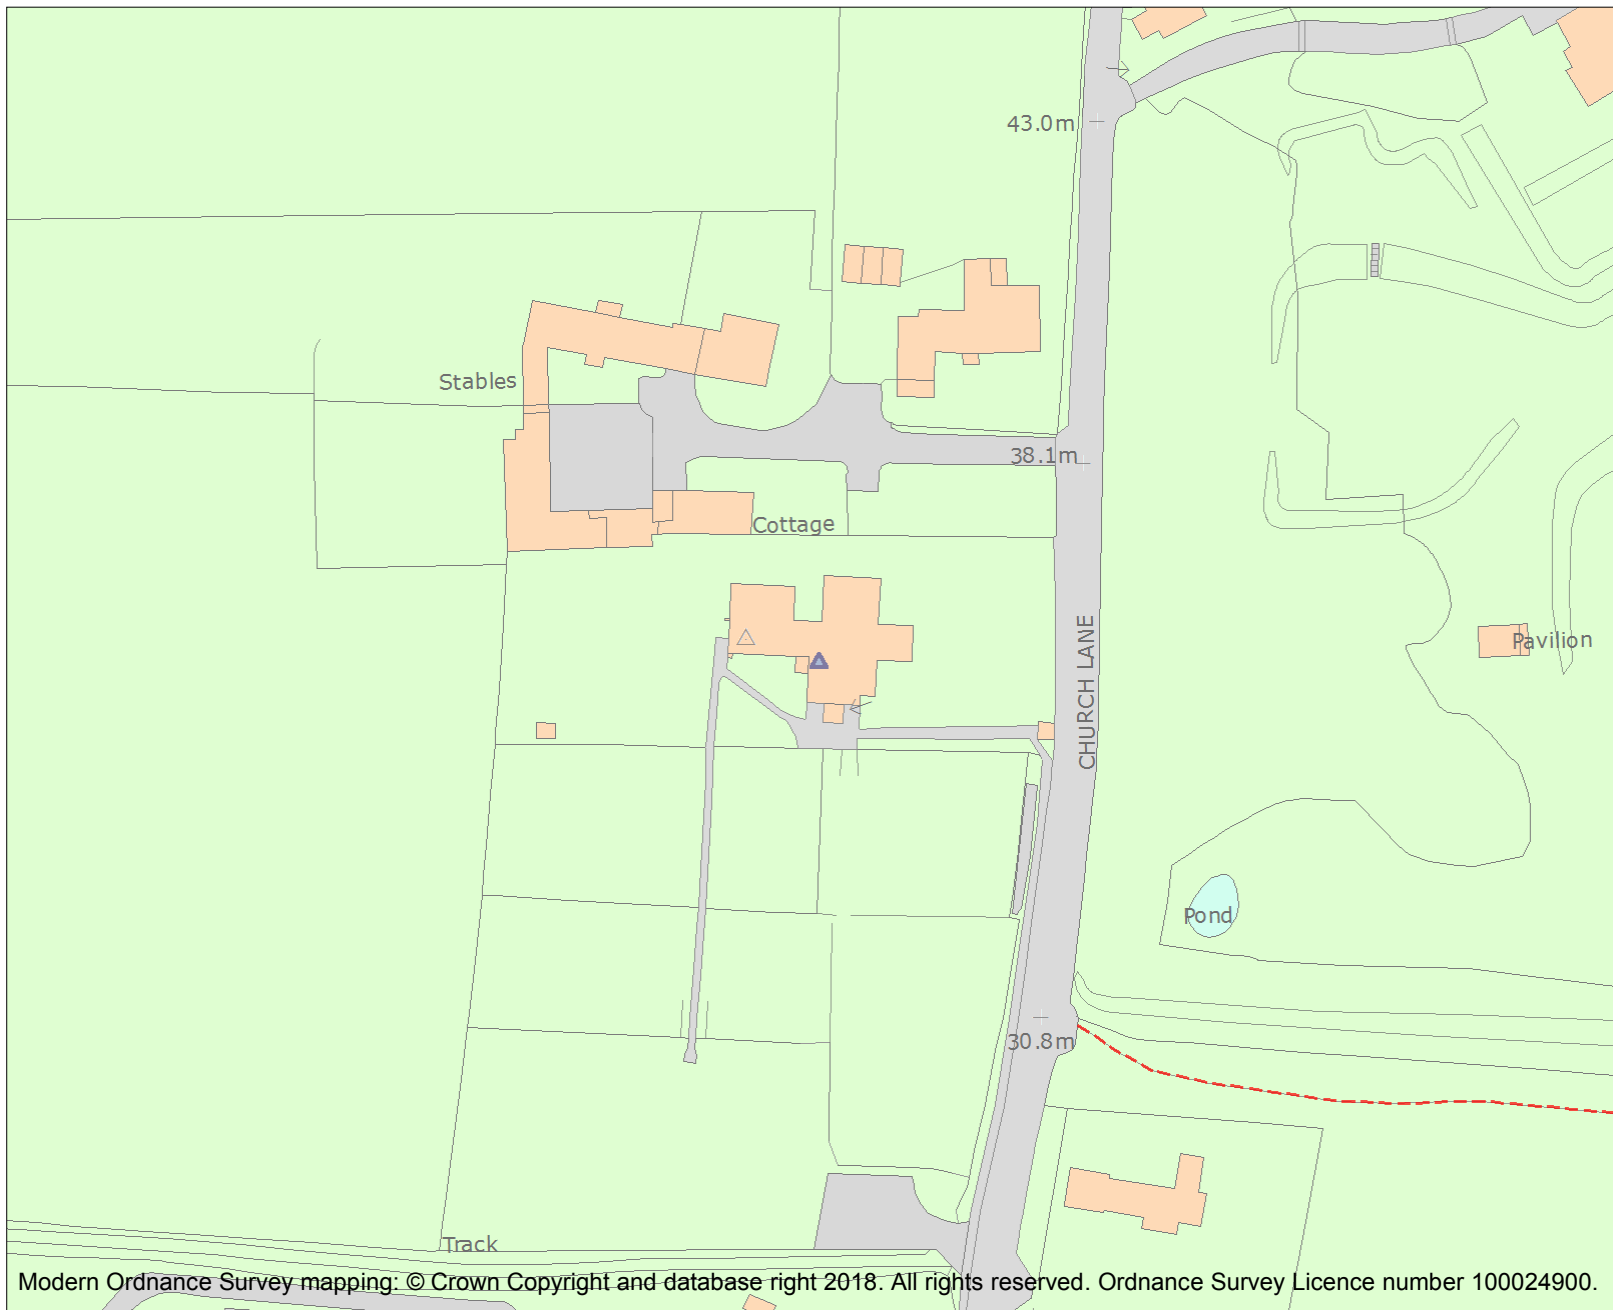 43.0m
Stables
38.1m
Cottage
CHURCH LANE
Pavilion
Pond
30.8m
Track
Modern Ordnance Survey mapping: © Crown Copyright and database right 2018. All rights reserved. Ordnance Survey Licence number 100024900.